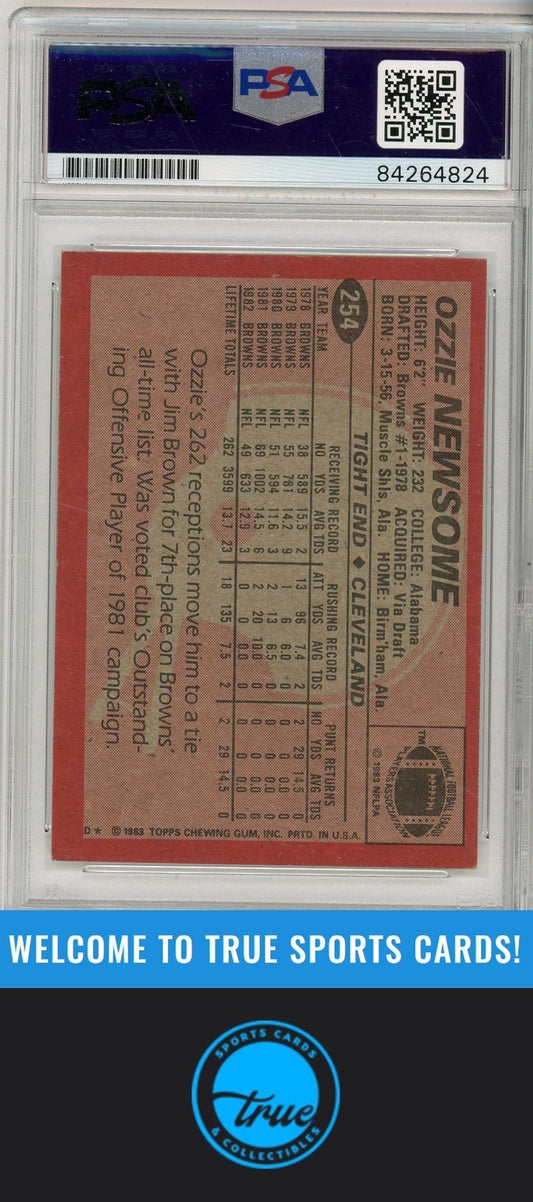 PSA
PSA
84264824
254
OZZIE NEWSOME
HEIGHT: 6'2" WEIGHT: 232 COLLEGE: Alabama
DRAFTED: Browns #1-1978 ACQUIRED: Via Draft
BORN: 3-15-56, Muscle Shls, Ala. HOME: Birm'ham, Ala.
TIGHT END ◆ CLEVELAND
RECEIVING RECORD RUSHING RECORD PUNT RETURNS
YEAR TEAM NO YDS AVG TDS ATT YDS AVG TDS NO YDS AVG TDS
1978 BROWNS NFL 38 589 15.5 2 13 96 7.4 2 2 29 14.5 0
1979 BROWNS NFL 55 781 14.2 9 1 6 6.0 0 0 0 0.0 0
1980 BROWNS NFL 51 594 11.6 3 2 13 6.5 0 0 0 0.0 0
1981 BROWNS NFL 69 1002 14.5 6 2 20 10.0 0 0 0 0.0 0
1982 BROWNS NFL 49 633 12.9 3 0 0 0.0 0 0 0 0.0 0
LIFETIME TOTALS 262 3599 13.7 23 18 135 7.5 2 2 29 14.5 0
Ozzie's 262 receptions move him to a tie
with Jim Brown for 7th-place on Browns'
all-time list. Was voted club's Outstand-
ing Offensive Player of 1981 campaign.
NATIONAL FOOTBALL LEAGUE
PLAYERS ASSOCIATION
TM
© 1983 NFLPA
D* © 1983 TOPPS CHEWING GUM, INC. PRTD. IN U.S.A.
WELCOME TO TRUE SPORTS CARDS!
SPORTS CARDS
true
& COLLECTIBLES